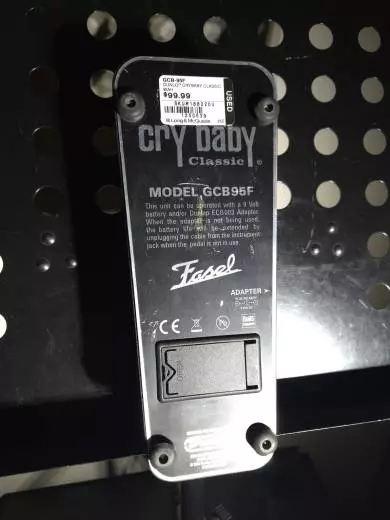 GCB-95F
DUNLOP CRYBABY CLASSIC
WAH
$99.99
USED
Long & McQuade
cry baby
Classic
MODEL GCB95F
This unit can be operated with a 9 Volt
battery and/or Dunlop ECB003 Adapter.
When the adapter is not being used,
the battery life will be extended by
unplugging the cable from the instrument
jack when the pedal is not in use.
Fasel
ADAPTER
CE